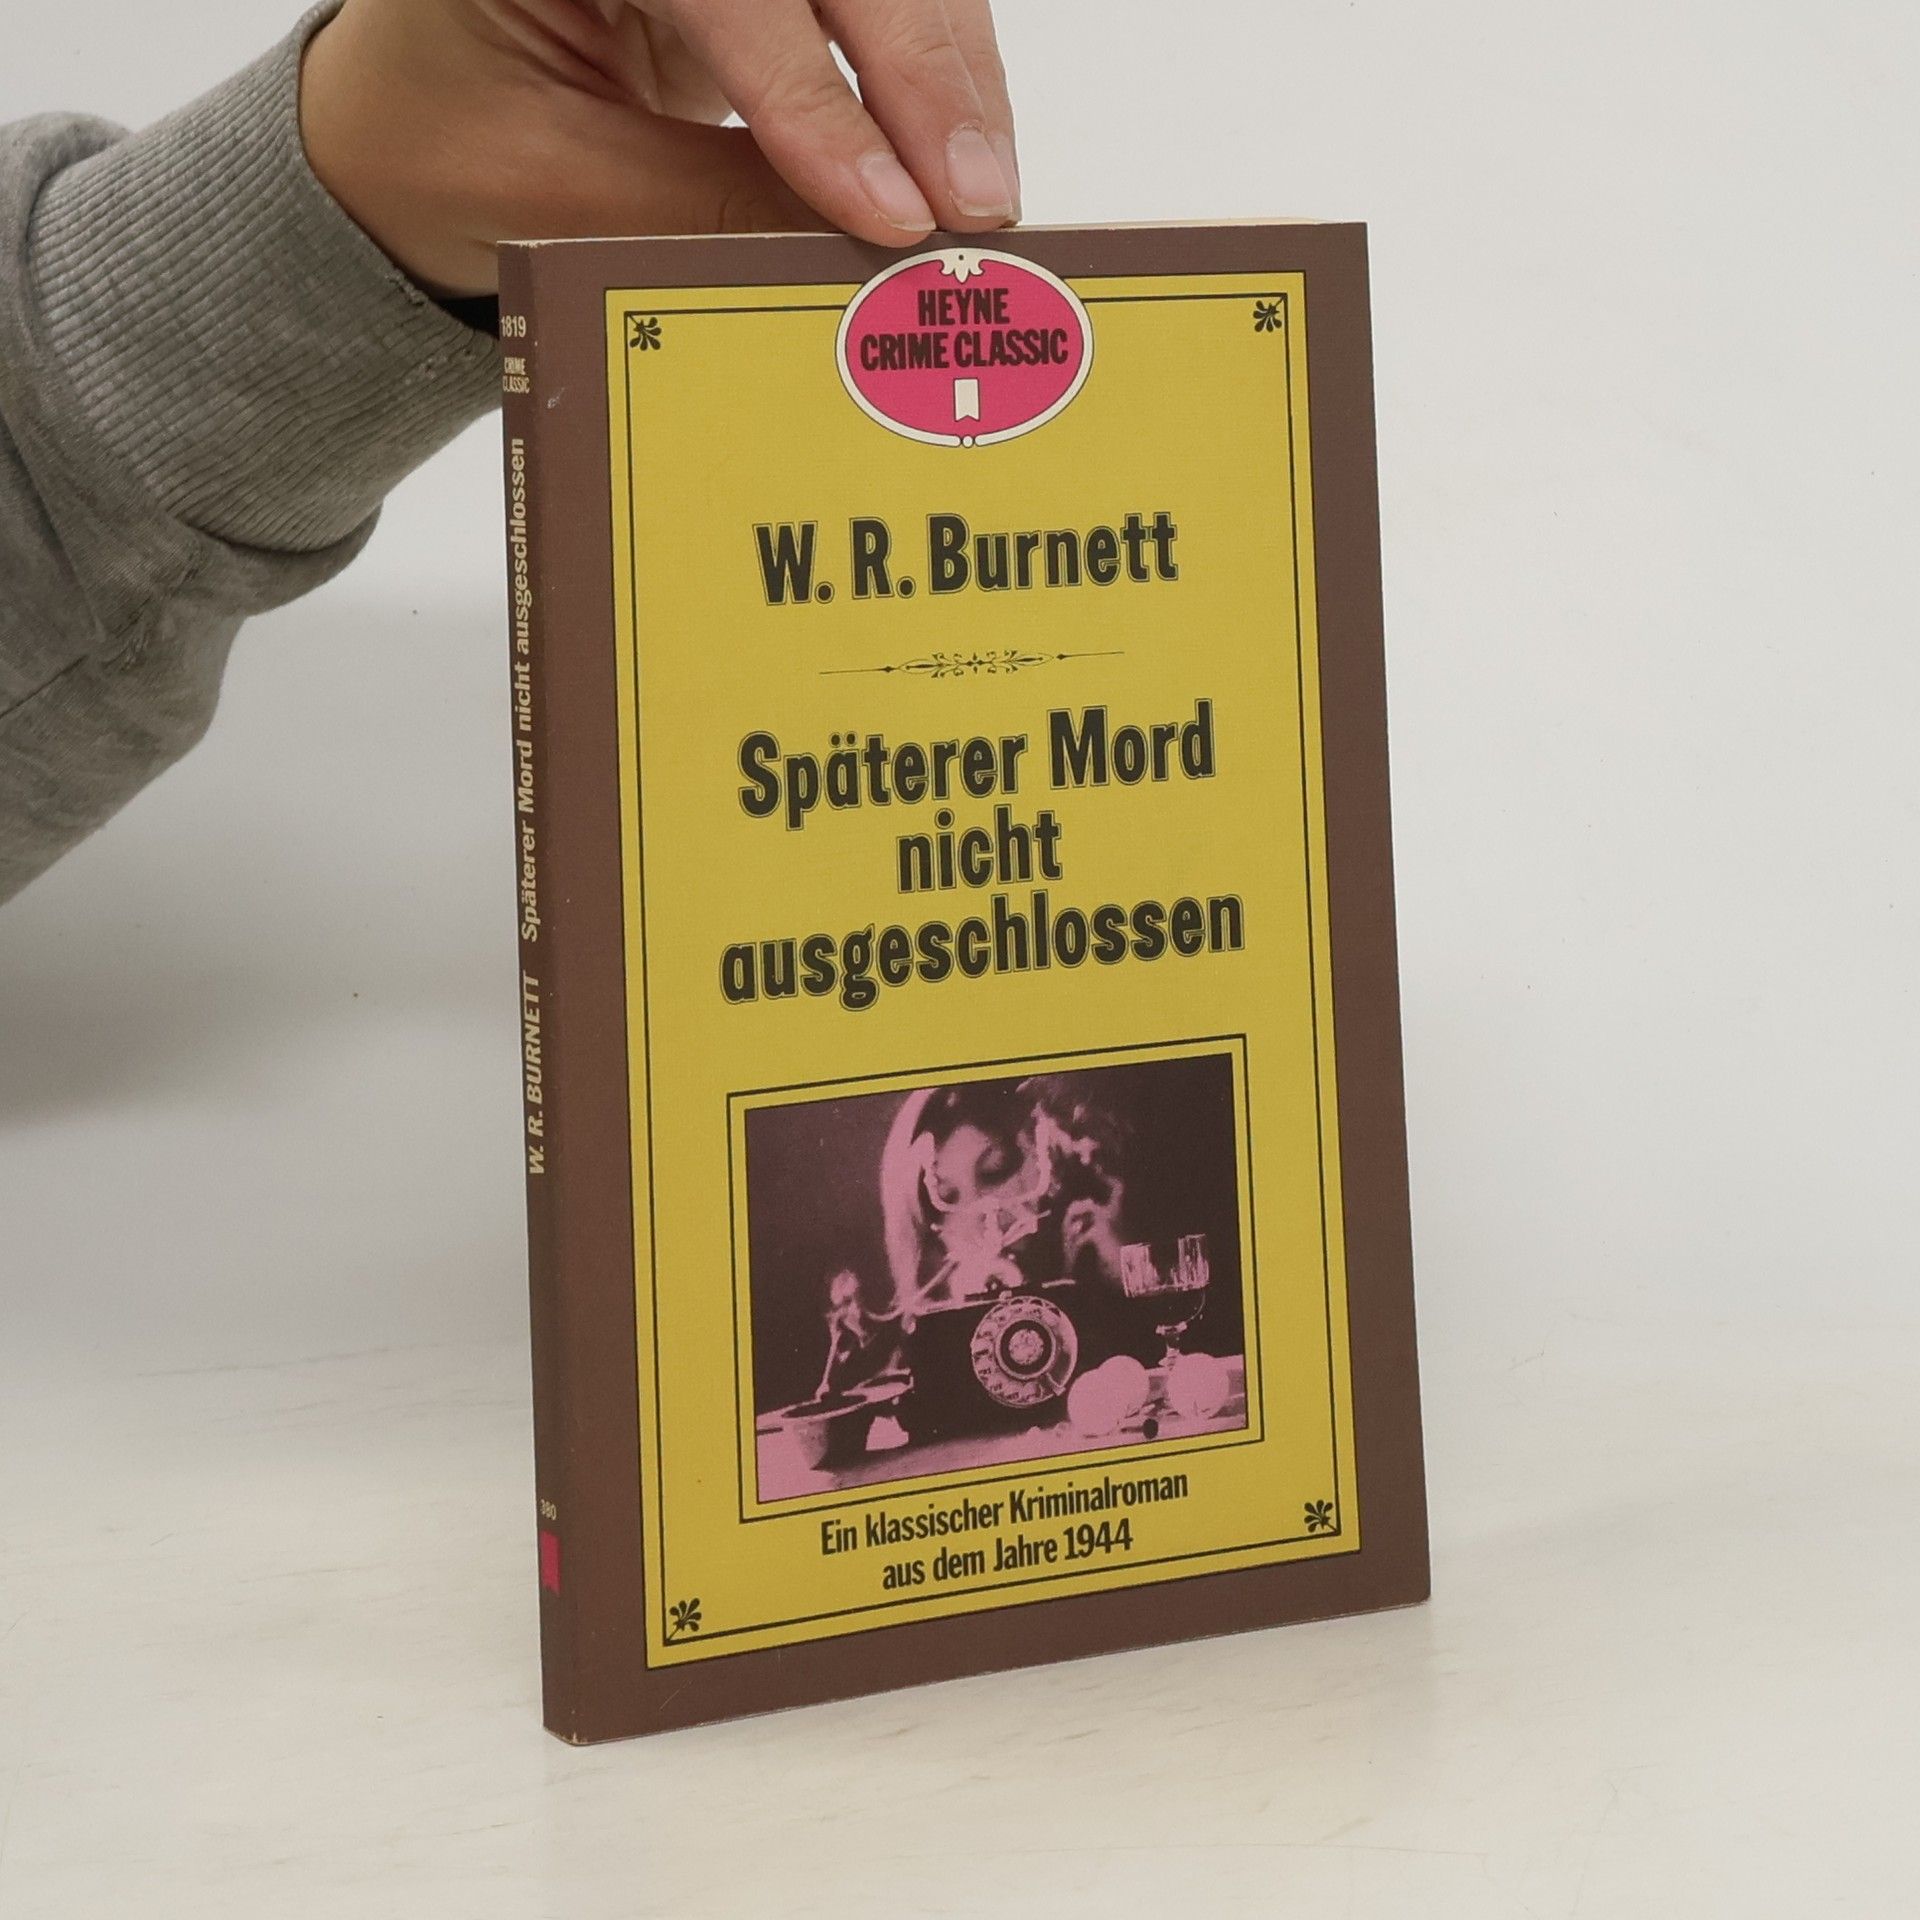 HEYNE
CRIME CLASSIC
W. R. Burnett
Späterer Mord
nicht
ausgeschlossen
Ein klassischer Kriminalroman
aus dem Jahre 1944
1819
CRIME
CLASSIC
W. R. BURNETT Späterer Mord nicht ausgeschlossen
380